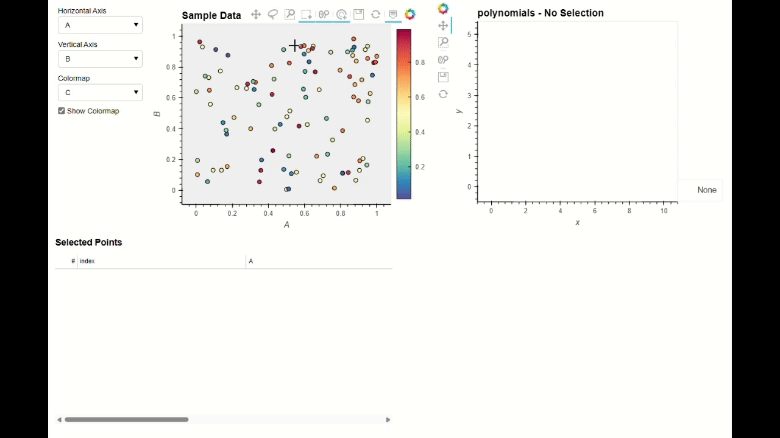 Horizontal Axis
A
Vertical Axis
B
Colormap
C
Show Colormap
Sample Data
1
0.8
0.6
0.4
0.2
0
B
0 0.2 0.4 0.6 0.8 1
A
0.8
0.6
0.4
0.2
polynomials - No Selection
5
4
3
2
1
0
y
0 2 4 6 8 10
x
None
Selected Points
# index A